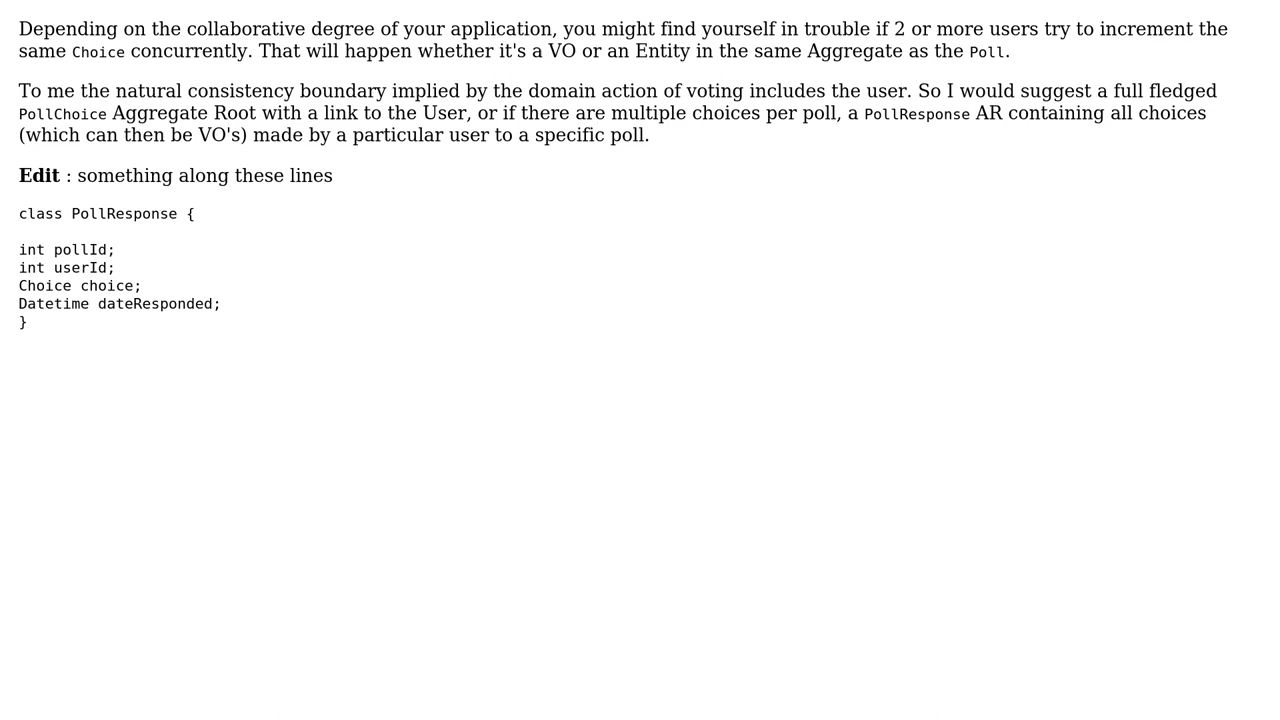 Depending on the collaborative degree of your application, you might find yourself in trouble if 2 or more users try to increment the
same Choice concurrently. That will happen whether it's a VO or an Entity in the same Aggregate as the Poll.
To me the natural consistency boundary implied by the domain action of voting includes the user. So I would suggest a full fledged
PollChoice Aggregate Root with a link to the User, or if there are multiple choices per poll, a PollResponse AR containing all choices
(which can then be VO's) made by a particular user to a specific poll.
Edit : something along these lines
class PollResponse {
int pollId;
int userId;
Choice choice;
Datetime dateResponded;
}